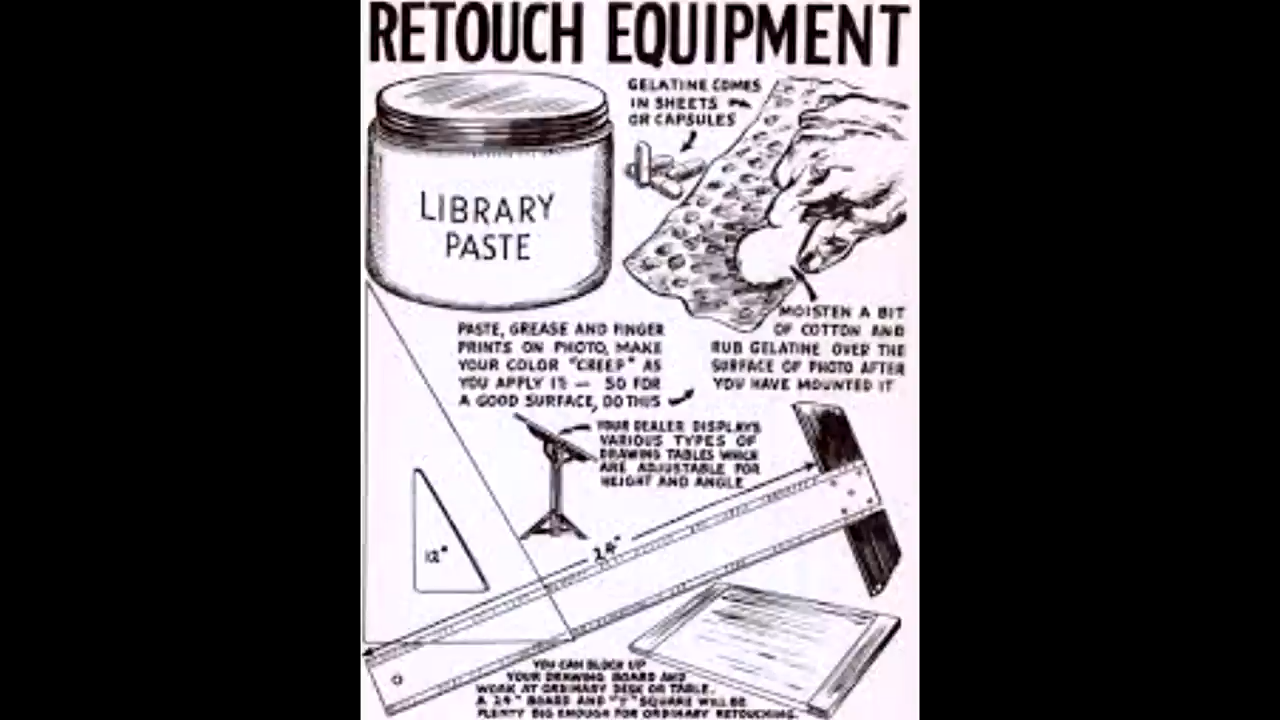 RETOUCH EQUIPMENT
GELATINE COMES
IN SHEETS
OR CAPSULES
LIBRARY
PASTE
MOISTEN A BIT
OF COTTON AND
RUB GELATINE OVER THE
SURFACE OF PHOTO AFTER
YOU HAVE MOUNTED IT
PASTE, GREASE AND FINGER
PRINTS ON PHOTO, MAKE
YOUR COLOR "CREEP" AS
YOU APPLY IT — SO FOR
A GOOD SURFACE, DO THIS
YOUR DEALER DISPLAYS
VARIOUS TYPES OF
DRAWING TABLES WHICH
ARE ADJUSTABLE FOR
HEIGHT AND ANGLE
12"
24"
YOU CAN BLOCK UP
YOUR DRAWING BOARD AND
WORK AT ORDINARY DESK OR TABLE.
A 24" BOARD AND "T" SQUARE WILL BE
PLENTY BIG ENOUGH FOR ORDINARY RETOUCHING.